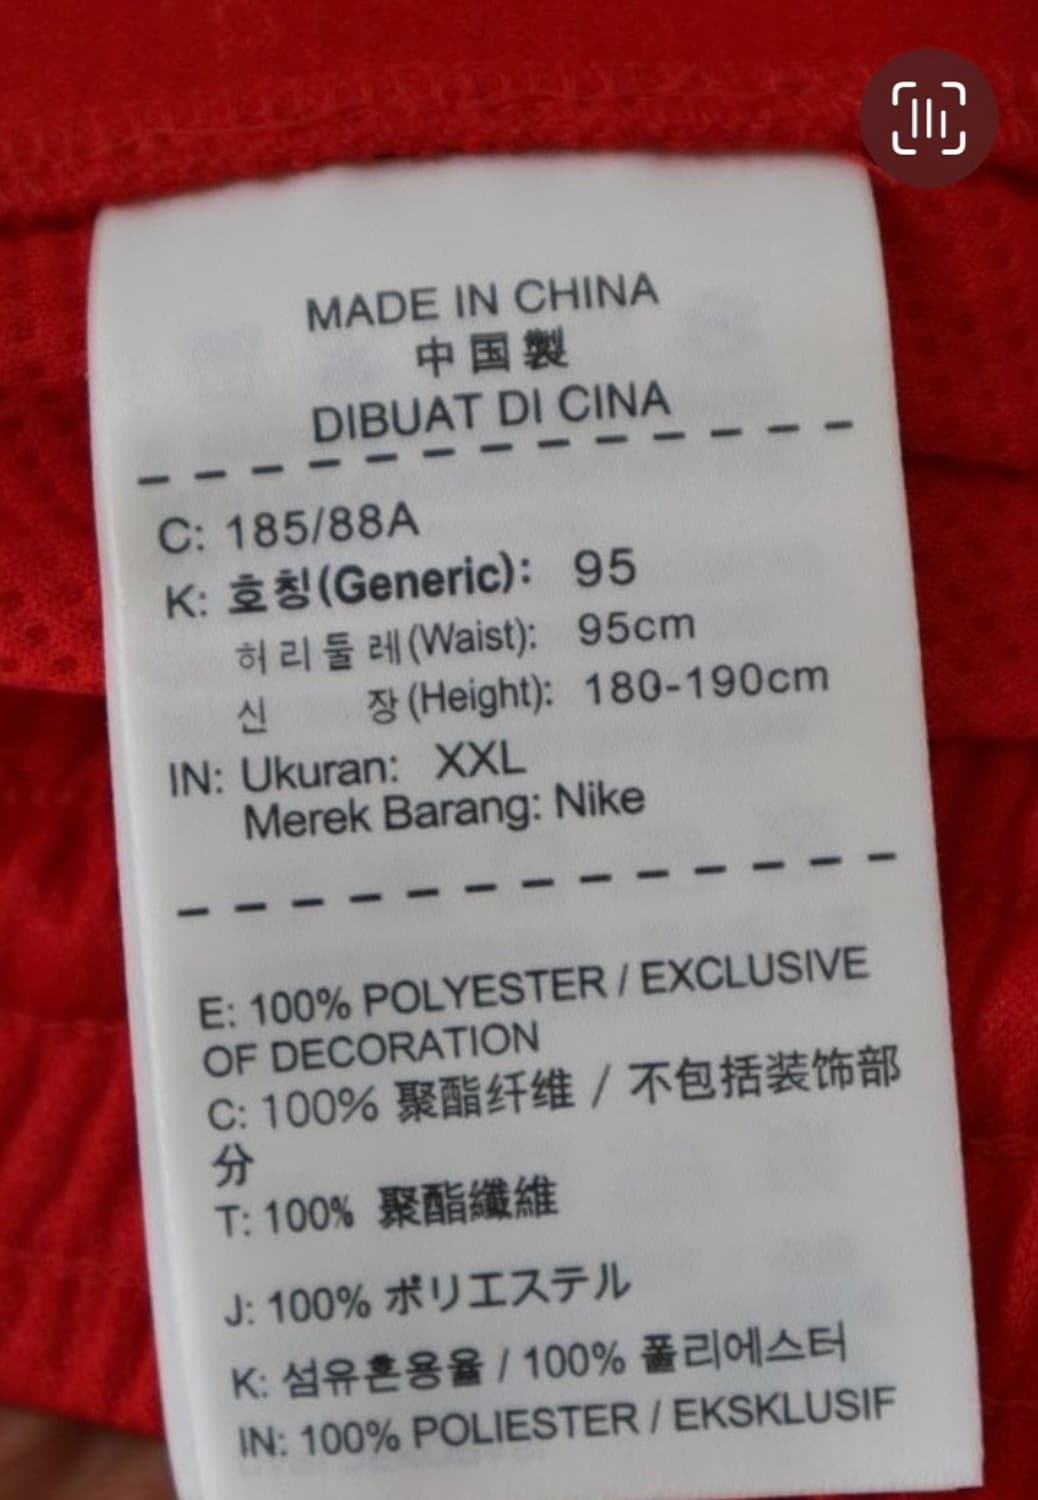 MADE IN CHINA
中国製
DIBUAT DI CINA
C: 185/88A
K: 호칭(Generic): 95
허리둘레(Waist): 95cm
신 장(Height): 180-190cm
IN: Ukuran: XXL
Merek Barang: Nike
E: 100% POLYESTER / EXCLUSIVE
OF DECORATION
C: 100% 聚酯纤维 / 不包括装饰部
分
T: 100% 聚酯纖維
J: 100% ポリエステル
K: 섬유혼용율 / 100% 폴리에스터
IN: 100% POLIESTER / EKSKLUSIF